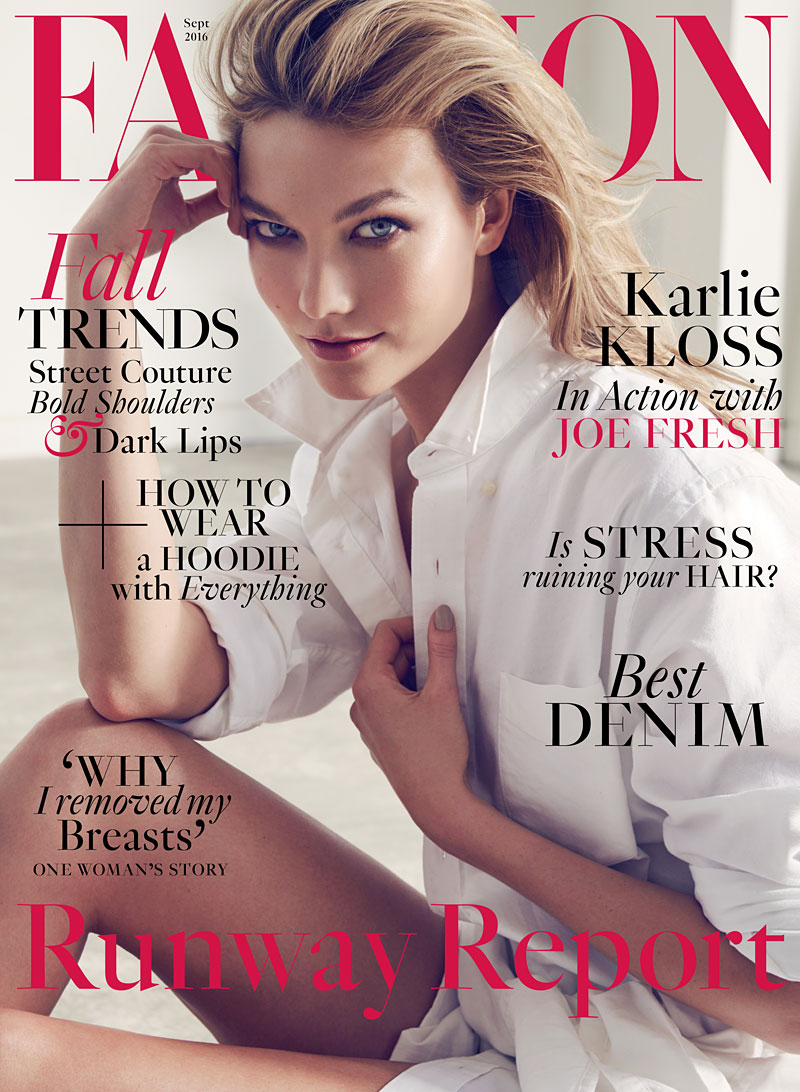 Sept
2016
FASHION
Fall
TRENDS
Street Couture
Bold Shoulders
& Dark Lips
+ HOW TO
WEAR
a HOODIE
with Everything
'WHY
I removed my
Breasts'
ONE WOMAN'S STORY
Karlie
KLOSS
In Action with
JOE FRESH
Is STRESS
ruining your HAIR?
Best
DENIM
Runway Report